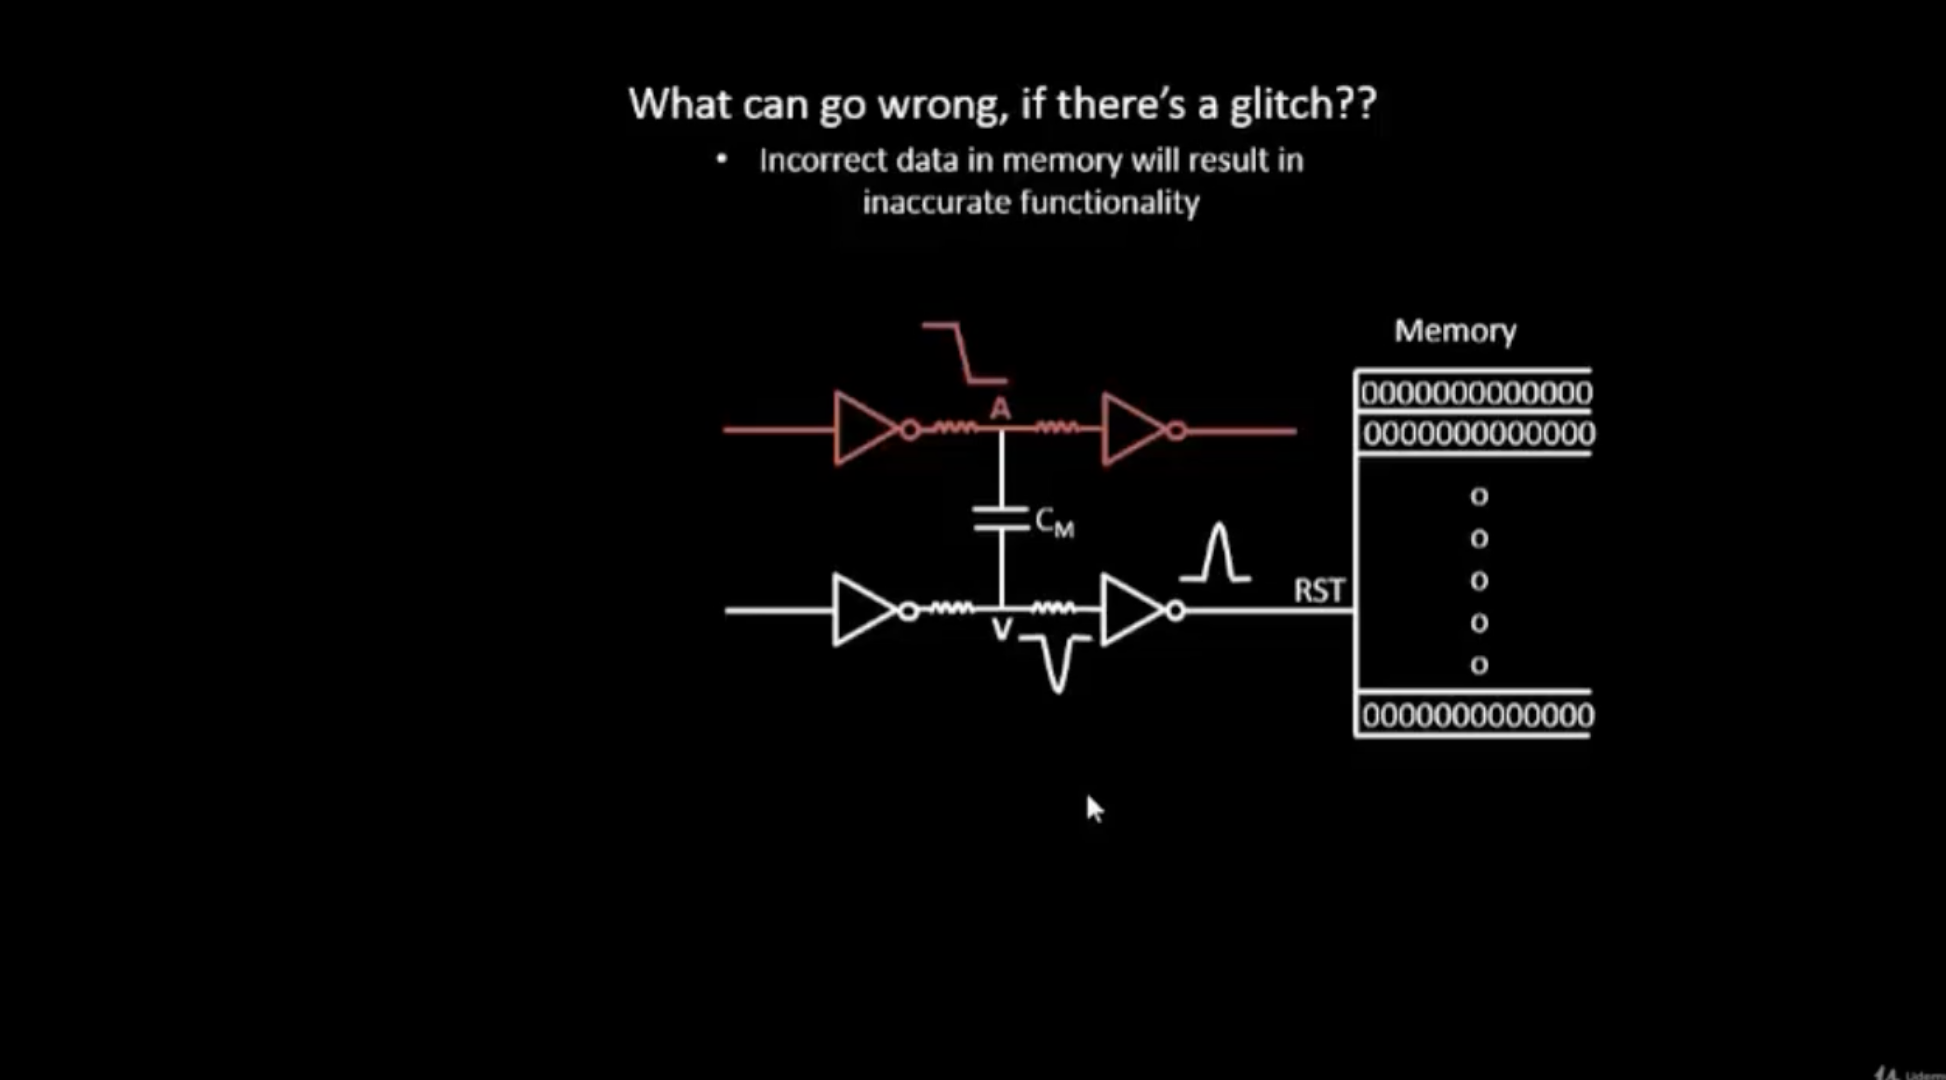 What can go wrong, if there's a glitch??
• Incorrect data in memory will result in
inaccurate functionality
Memory
0000000000000
A
0000000000000
o
C_M
o
o
RST
o
V
o
0000000000000
Udemy